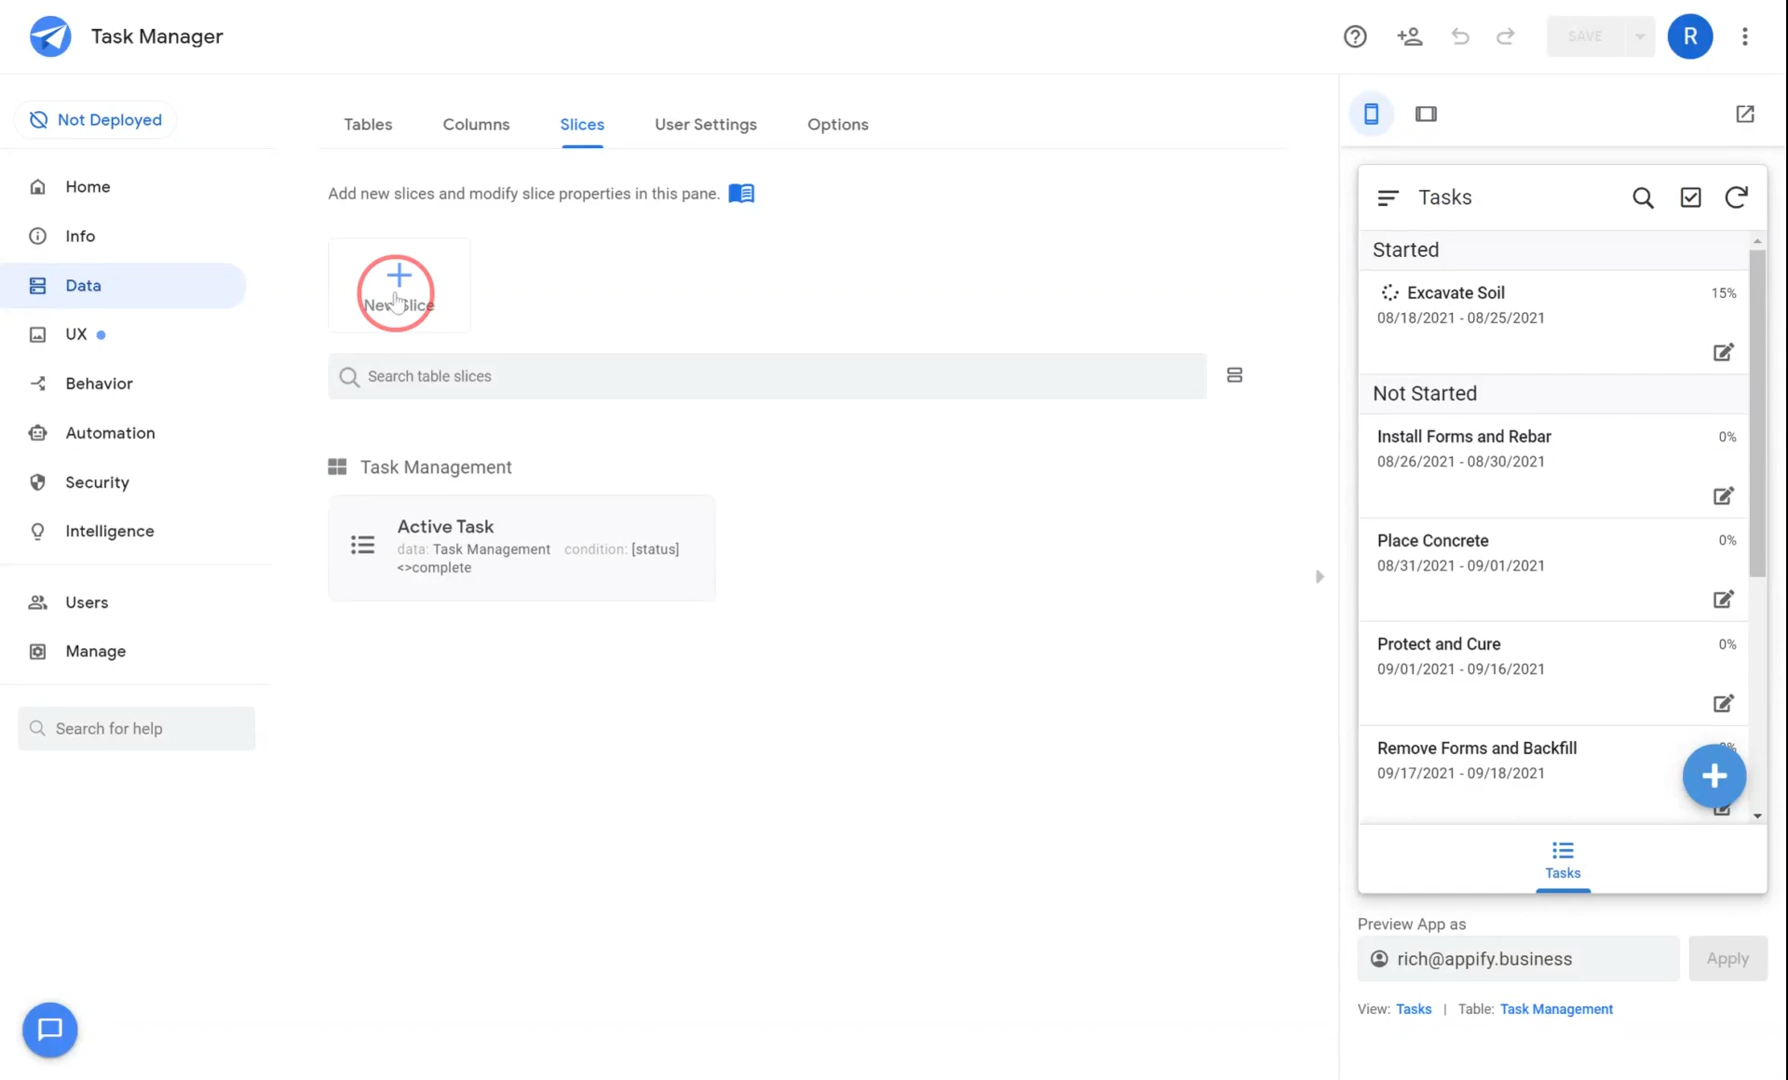 Task Manager
SAVE
R
Not Deployed
Home
Info
Data
UX
Behavior
Automation
Security
Intelligence
Users
Manage
Search for help
Tables
Columns
Slices
User Settings
Options
Add new slices and modify slice properties in this pane.
New Slice
Search table slices
Task Management
Active Task
data: Task Management condition: [status]
<>complete
Tasks
Started
Excavate Soil
15%
08/18/2021 - 08/25/2021
Not Started
Install Forms and Rebar
0%
08/26/2021 - 08/30/2021
Place Concrete
0%
08/31/2021 - 09/01/2021
Protect and Cure
0%
09/01/2021 - 09/16/2021
Remove Forms and Backfill
09/17/2021 - 09/18/2021
Tasks
Preview App as
rich@appify.business
Apply
View: Tasks | Table: Task Management